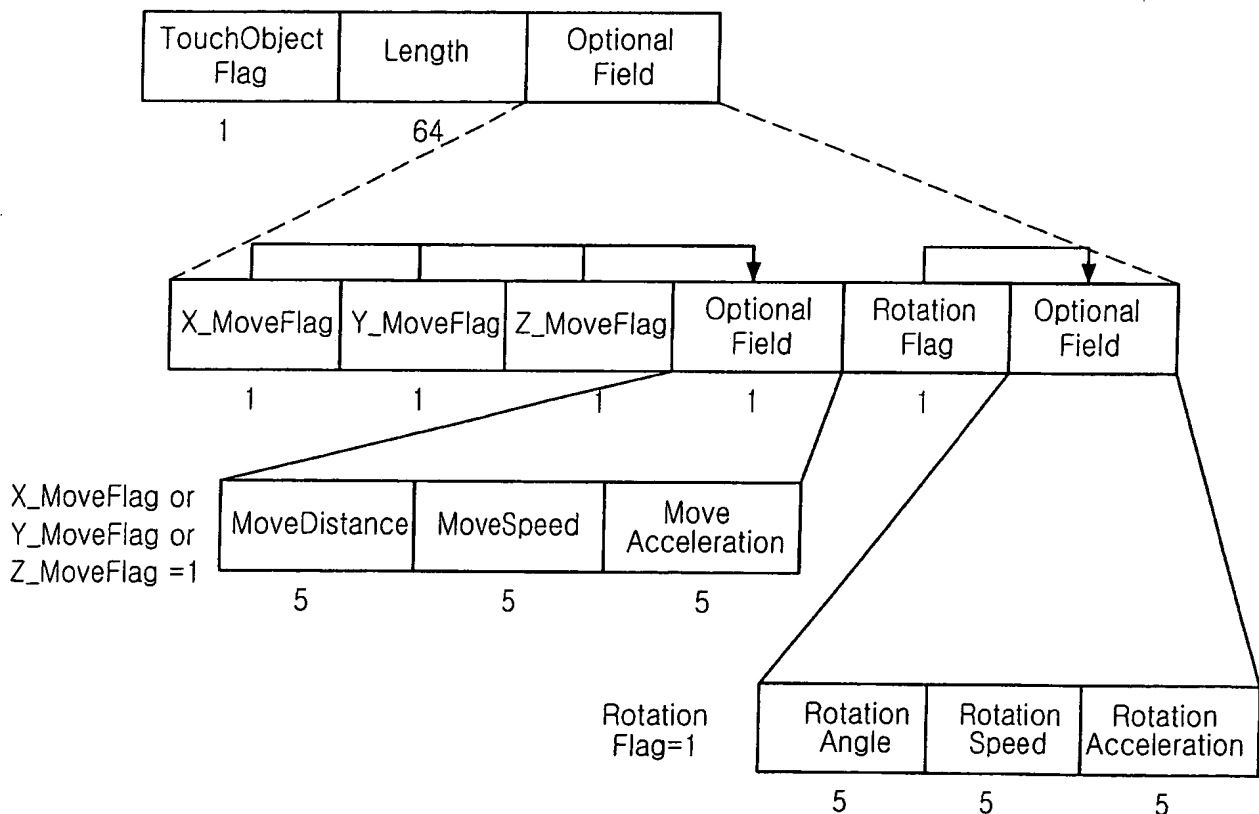 TouchObject
Flag
Length
Optional
Field
1
64
X_MoveFlag
Y_MoveFlag
Z_MoveFlag
Optional
Field
Rotation
Flag
Optional
Field
1
1
1
1
1
X_MoveFlag or
Y_MoveFlag or
Z_MoveFlag =1
MoveDistance
MoveSpeed
Move
Acceleration
5
5
5
Rotation
Flag=1
Rotation
Angle
Rotation
Speed
Rotation
Acceleration
5
5
5